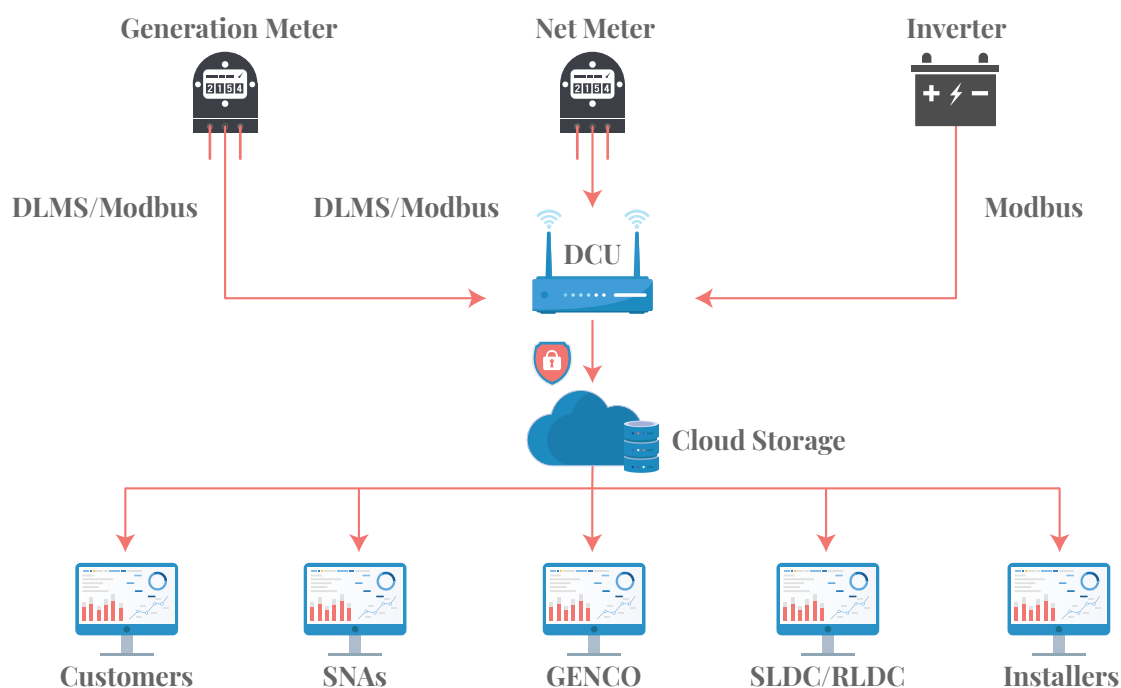 Generation Meter
Net Meter
Inverter
2154
2154
DLMS/Modbus
DLMS/Modbus
Modbus
DCU
Cloud Storage
Customers
SNAs
GENCO
SLDC/RLDC
Installers